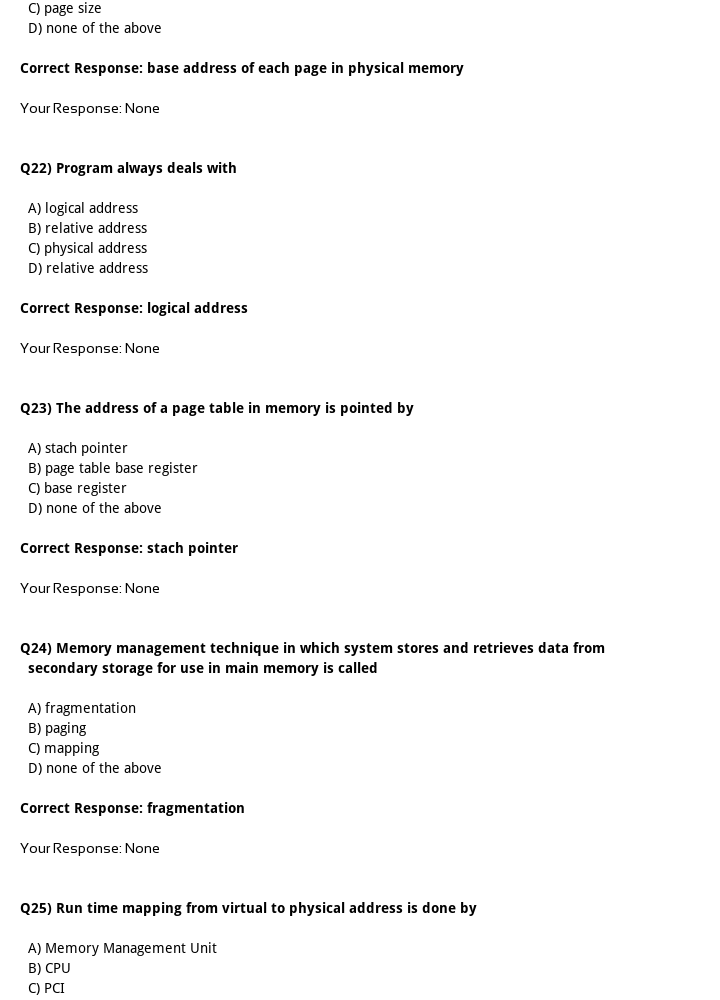 C) page size
D) none of the above
Correct Response: base address of each page in physical memory
Your Response: None
Q22) Program always deals with
A) logical address
B) relative address
C) physical address
D) relative address
Correct Response: logical address
Your Response: None
Q23) The address of a page table in memory is pointed by
A) stach pointer
B) page table base register
C) base register
D) none of the above
Correct Response: stach pointer
Your Response: None
Q24) Memory management technique in which system stores and retrieves data from
secondary storage for use in main memory is called
A) fragmentation
B) paging
C) mapping
D) none of the above
Correct Response: fragmentation
Your Response: None
Q25) Run time mapping from virtual to physical address is done by
A) Memory Management Unit
B) CPU
C) PCI